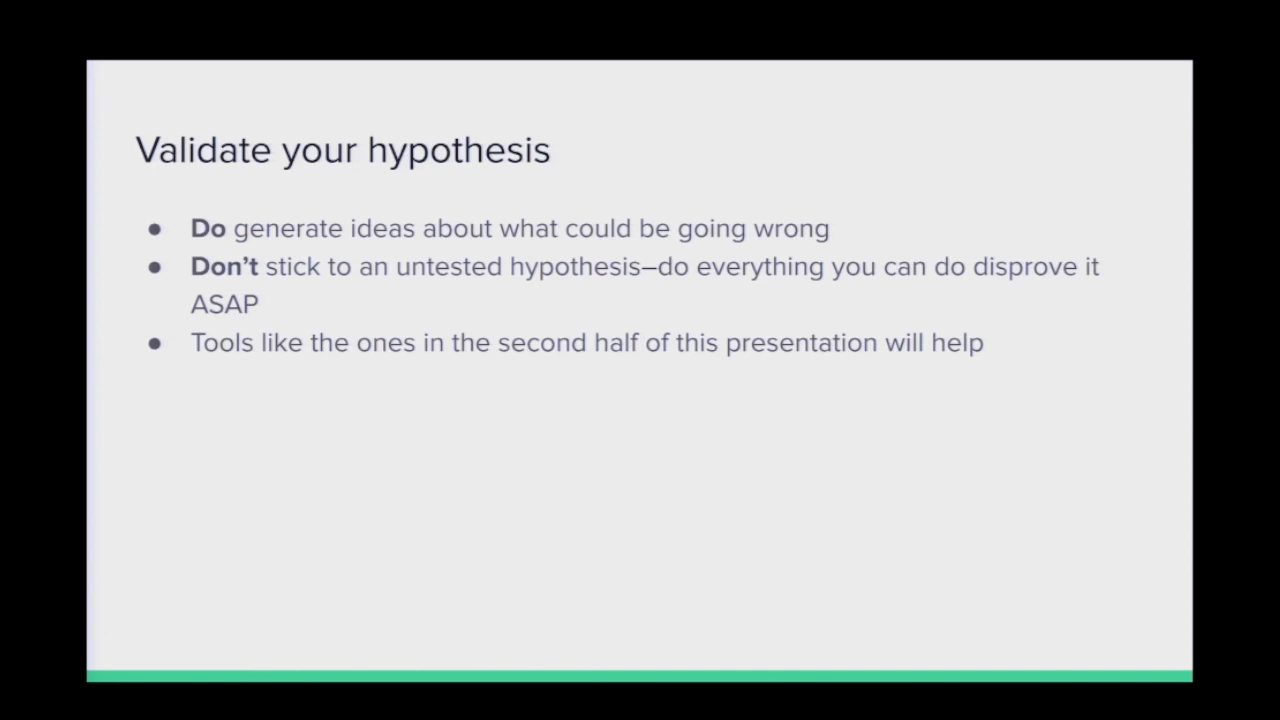 Validate your hypothesis
● Do generate ideas about what could be going wrong
● Don’t stick to an untested hypothesis–do everything you can do disprove it
ASAP
● Tools like the ones in the second half of this presentation will help